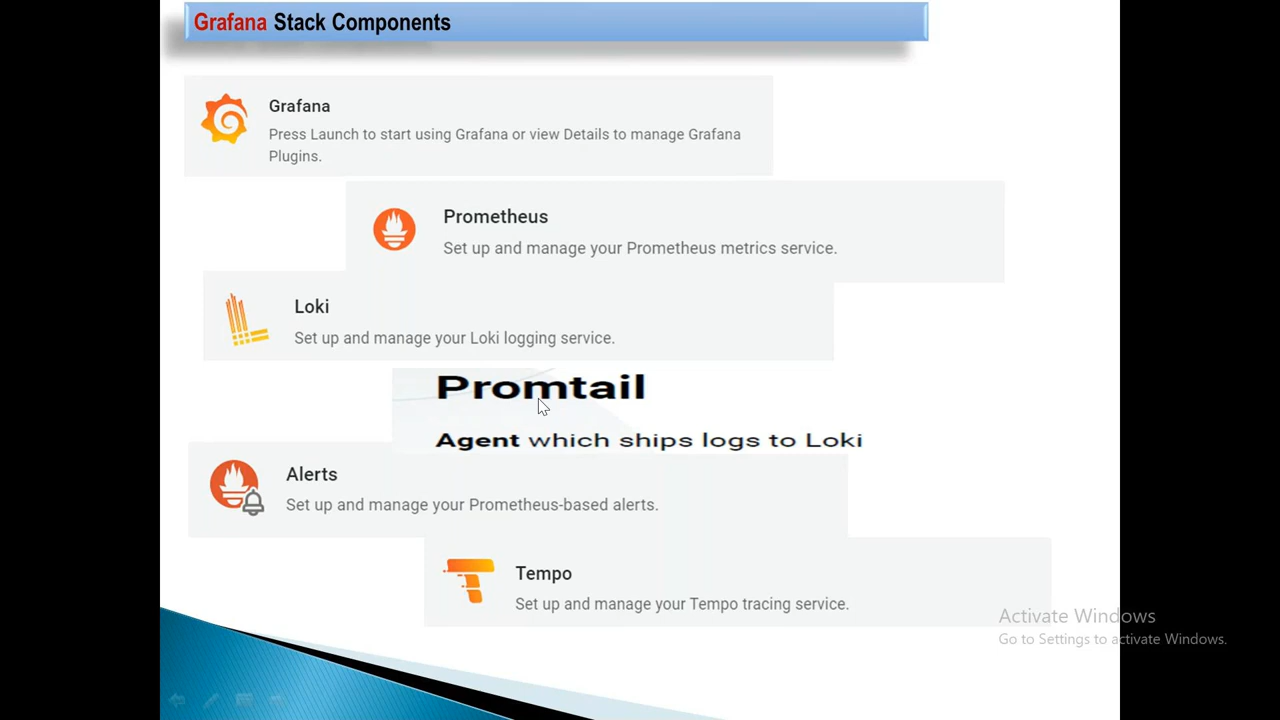 Grafana Stack Components
Grafana
Press Launch to start using Grafana or view Details to manage Grafana
Plugins.
Prometheus
Set up and manage your Prometheus metrics service.
Loki
Set up and manage your Loki logging service.
Promtail
Agent which ships logs to Loki
Alerts
Set up and manage your Prometheus-based alerts.
Tempo
Set up and manage your Tempo tracing service.
Activate Windows
Go to Settings to activate Windows.